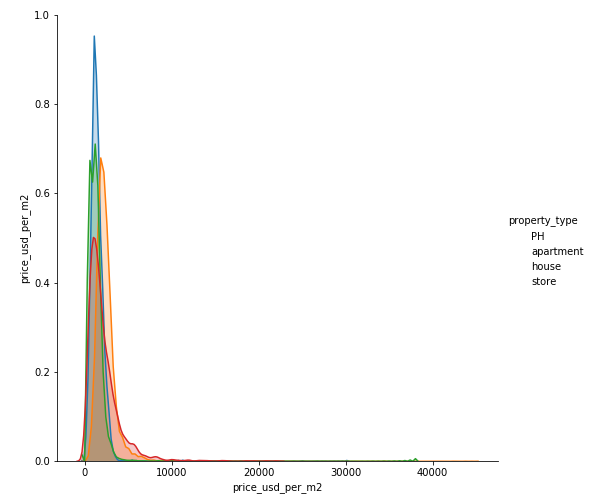 1.0
0.8
0.6
0.4
0.2
0.0
price_usd_per_m2
0
10000
20000
30000
40000
price_usd_per_m2
property_type
PH
apartment
house
store